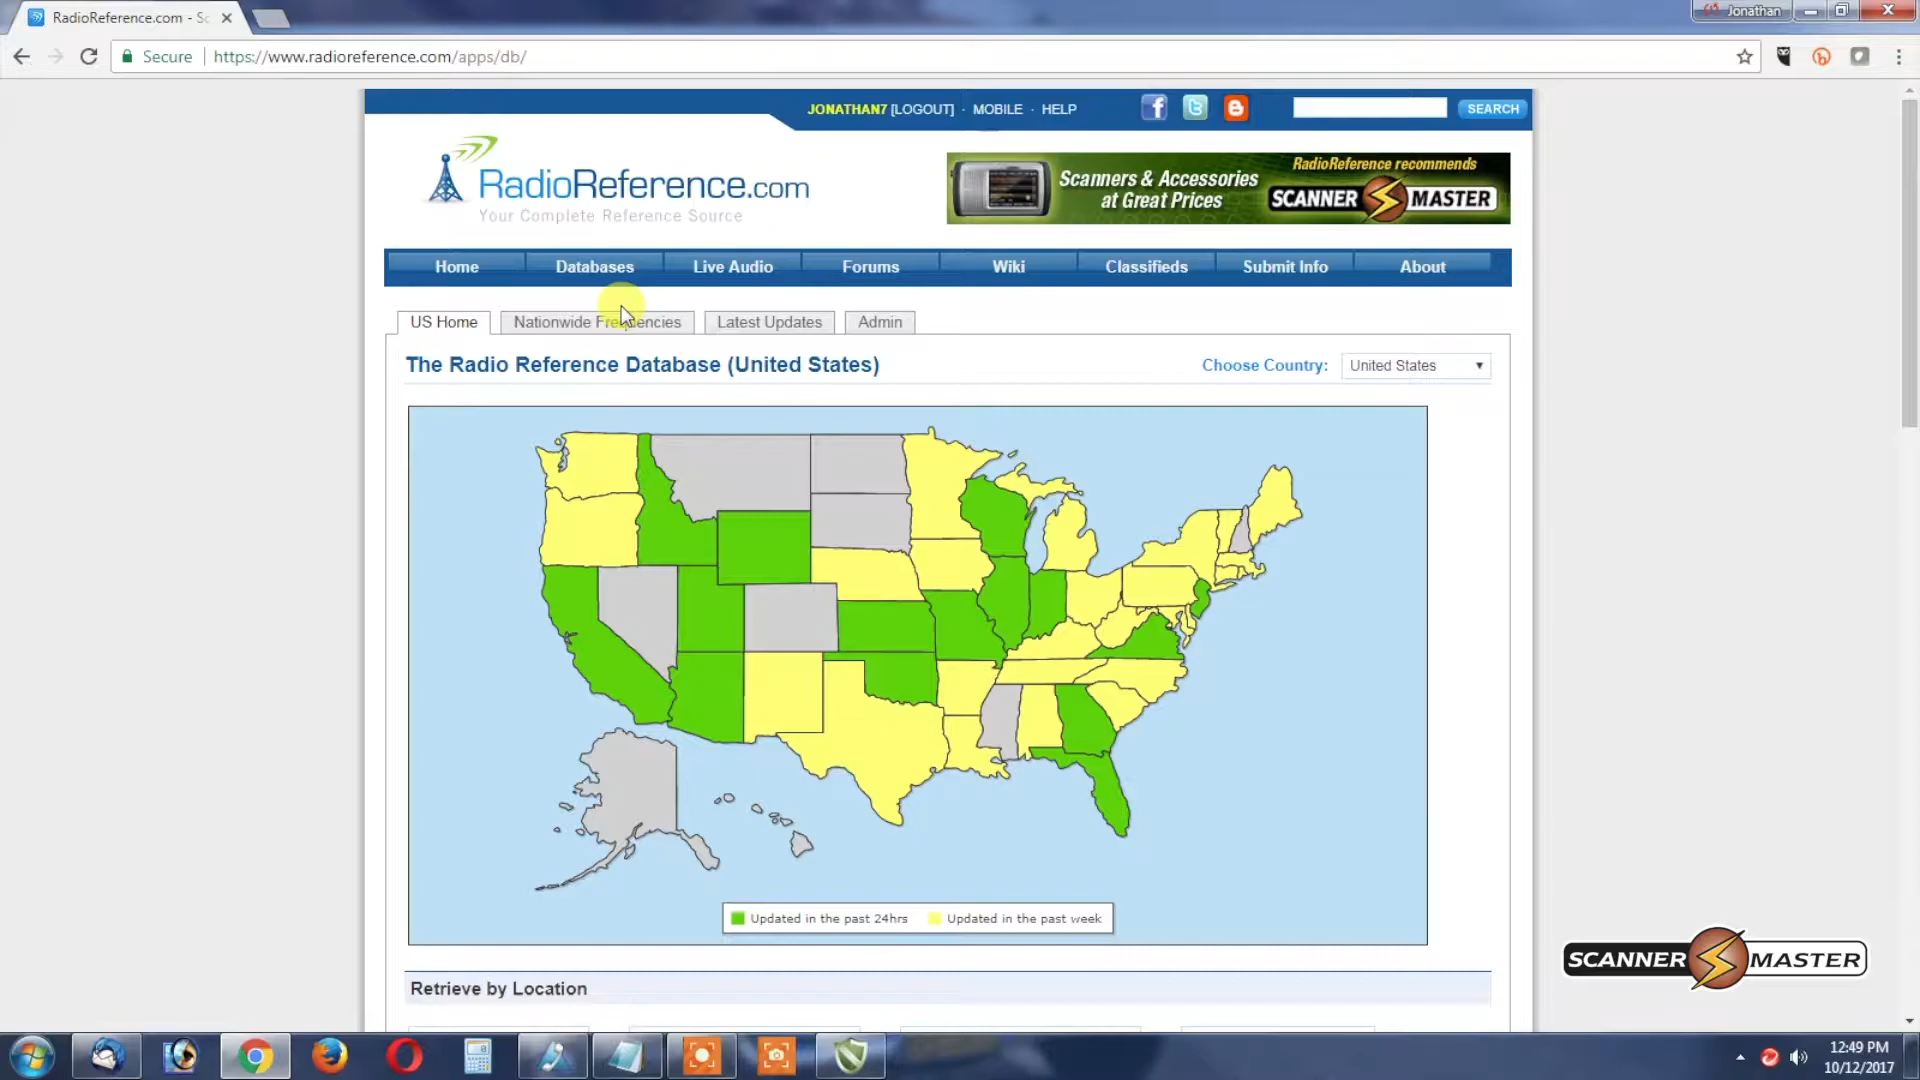 RadioReference.com - Sc
Jonathan
Secure
https://www.radioreference.com/apps/db/
JONATHAN7 [LOGOUT] · MOBILE · HELP
SEARCH
RadioReference.com
Your Complete Reference Source
Scanners & Accessories
at Great Prices
RadioReference recommends
SCANNER MASTER
Home
Databases
Live Audio
Forums
Wiki
Classifieds
Submit Info
About
US Home
Nationwide Frequencies
Latest Updates
Admin
The Radio Reference Database (United States)
Choose Country:
United States
Updated in the past 24hrs
Updated in the past week
SCANNER MASTER
Retrieve by Location
12:49 PM
10/12/2017